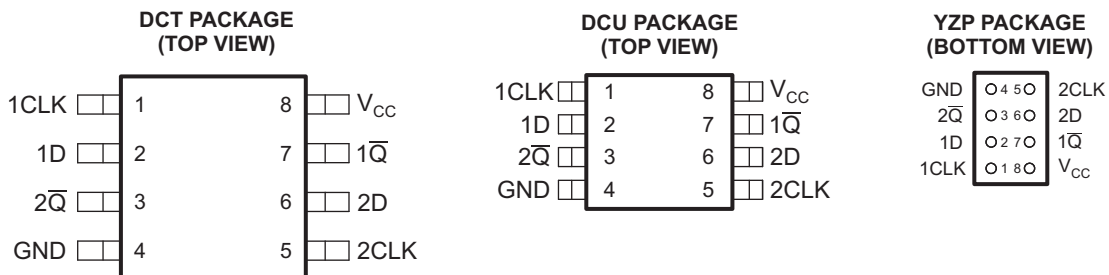 DCT PACKAGE
(TOP VIEW)
1CLK 1 8 V_CC
1D 2 7 1Q̅
2Q̅ 3 6 2D
GND 4 5 2CLK
DCU PACKAGE
(TOP VIEW)
1CLK 1 8 V_CC
1D 2 7 1Q̅
2Q̅ 3 6 2D
GND 4 5 2CLK
YZP PACKAGE
(BOTTOM VIEW)
GND 4 5 2CLK
2Q̅ 3 6 2D
1D 2 7 1Q̅
1CLK 1 8 V_CC